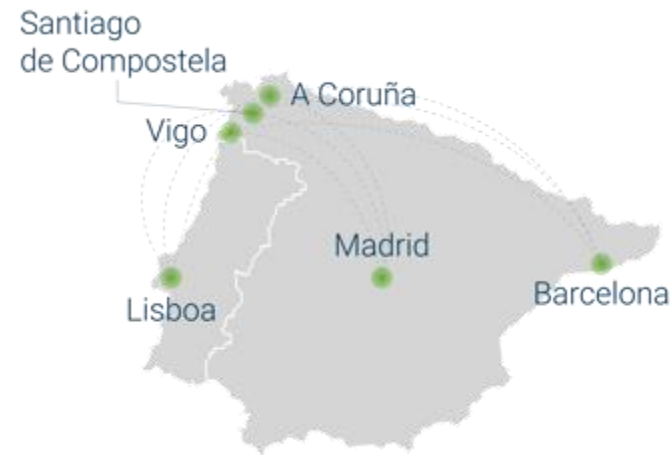 Santiago
de Compostela
A Coruña
Vigo
Madrid
Barcelona
Lisboa